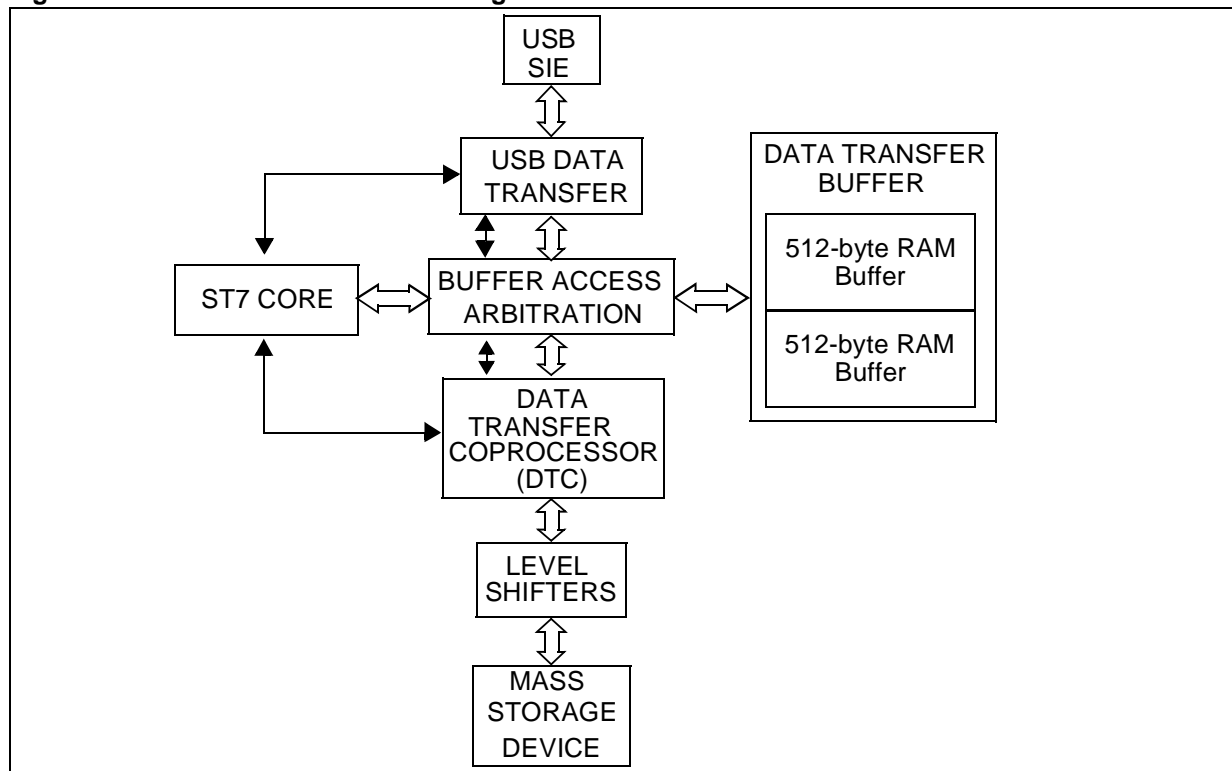 USB
SIE
USB DATA
TRANSFER
DATA TRANSFER
BUFFER
512-byte RAM
Buffer
512-byte RAM
Buffer
ST7 CORE
BUFFER ACCESS
ARBITRATION
DATA
TRANSFER
COPROCESSOR
(DTC)
LEVEL
SHIFTERS
MASS
STORAGE
DEVICE